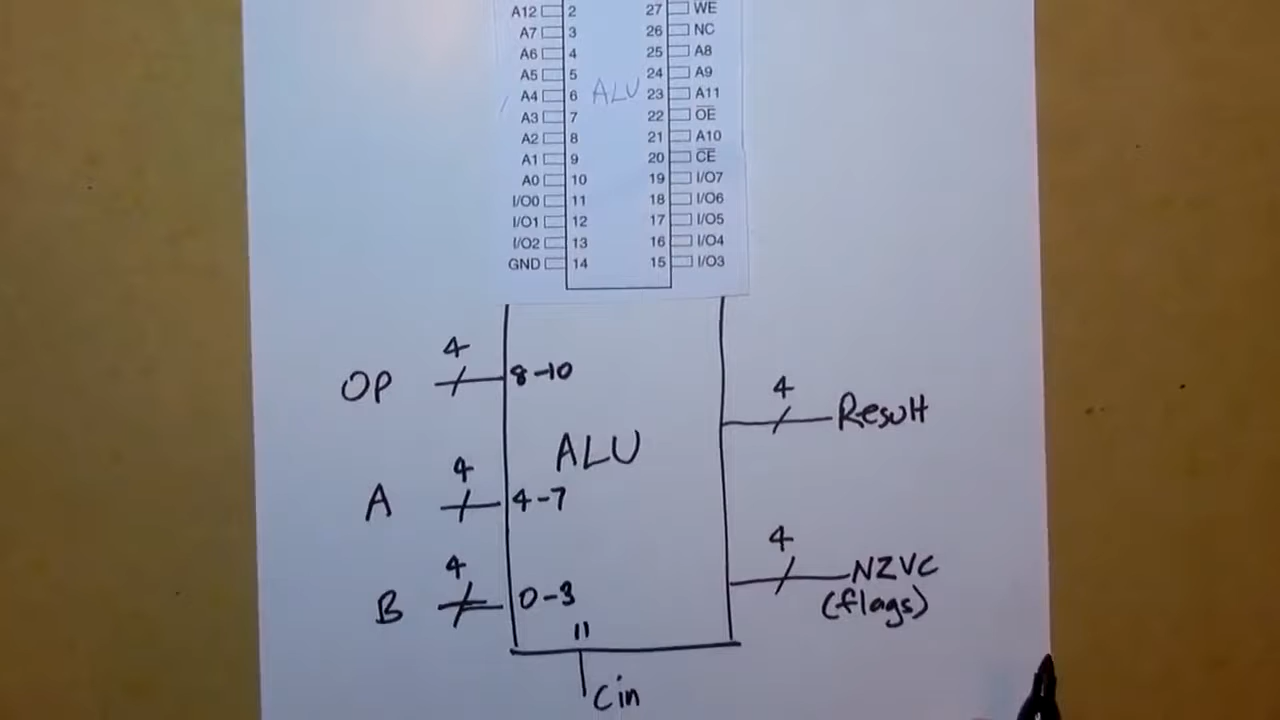 A12 2 27 WE
A7 3 26 NC
A6 4 25 A8
A5 5 24 A9
A4 6 ALU 23 A11
A3 7 22 OE
A2 8 21 A10
A1 9 20 CE
A0 10 19 I/O7
I/O0 11 18 I/O6
I/O1 12 17 I/O5
I/O2 13 16 I/O4
GND 14 15 I/O3
4
OP 8-10
4
Result
ALU
4
A 4-7
4
NZVC
(flags)
4
B 0-3
11
Cin